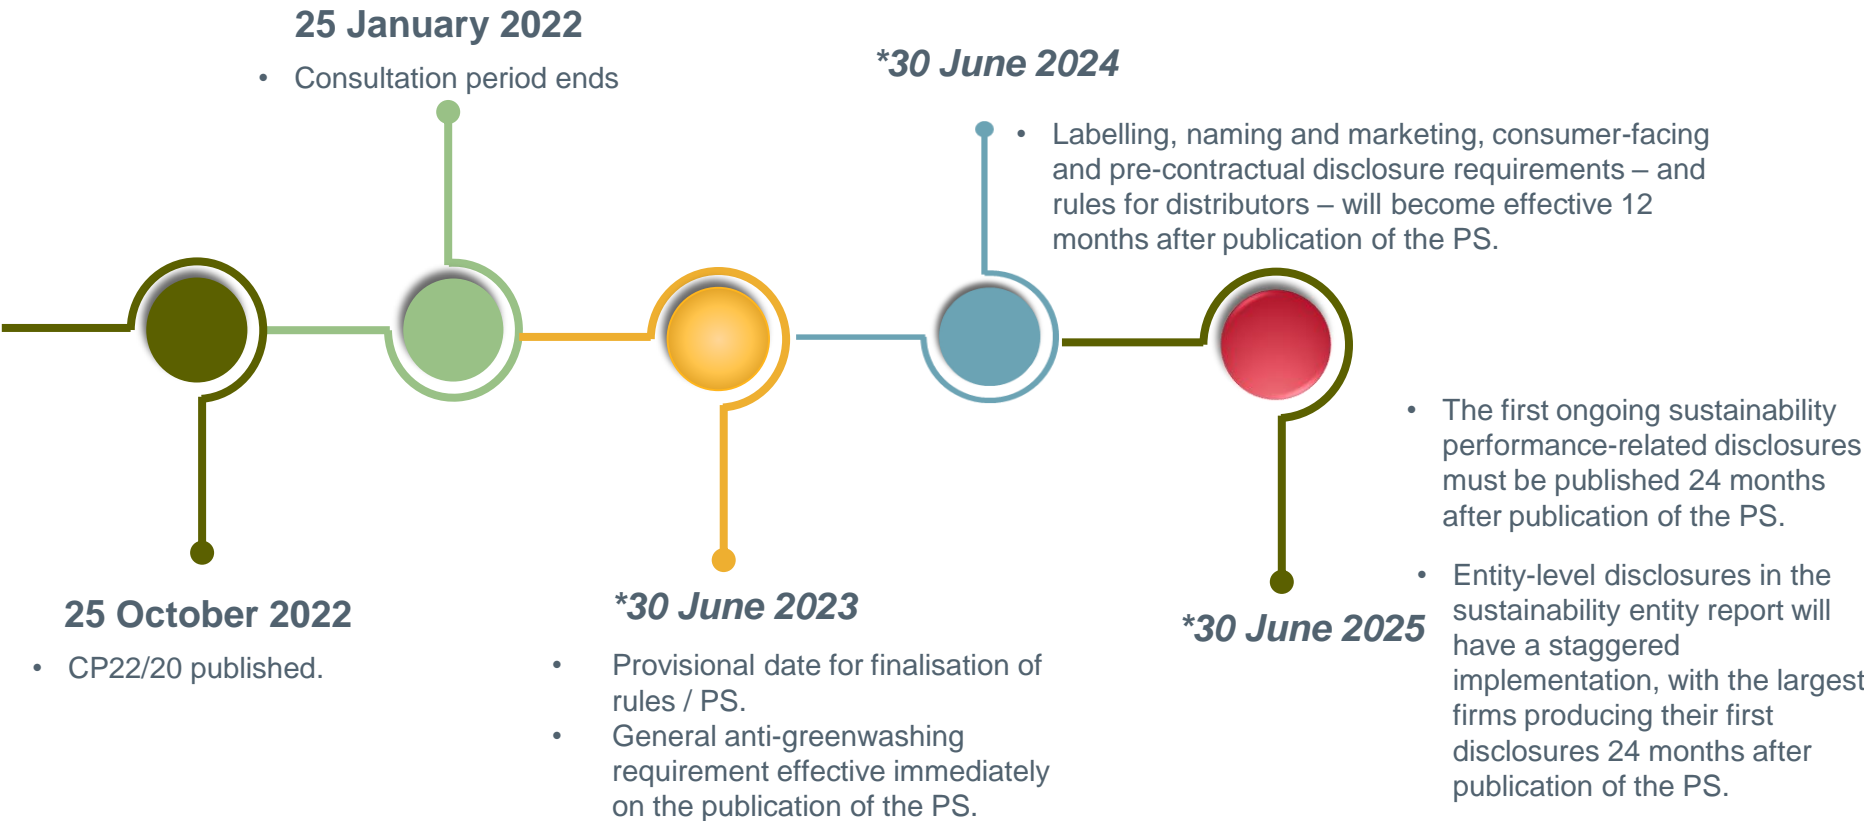 25 January 2022
• Consultation period ends
*30 June 2024
• Labelling, naming and marketing, consumer-facing
and pre-contractual disclosure requirements – and
rules for distributors – will become effective 12
months after publication of the PS.
25 October 2022
• CP22/20 published.
*30 June 2023
• Provisional date for finalisation of
rules / PS.
• General anti-greenwashing
requirement effective immediately
on the publication of the PS.
*30 June 2025
• The first ongoing sustainability
performance-related disclosures
must be published 24 months
after publication of the PS.
• Entity-level disclosures in the
sustainability entity report will
have a staggered
implementation, with the largest
firms producing their first
disclosures 24 months after
publication of the PS.